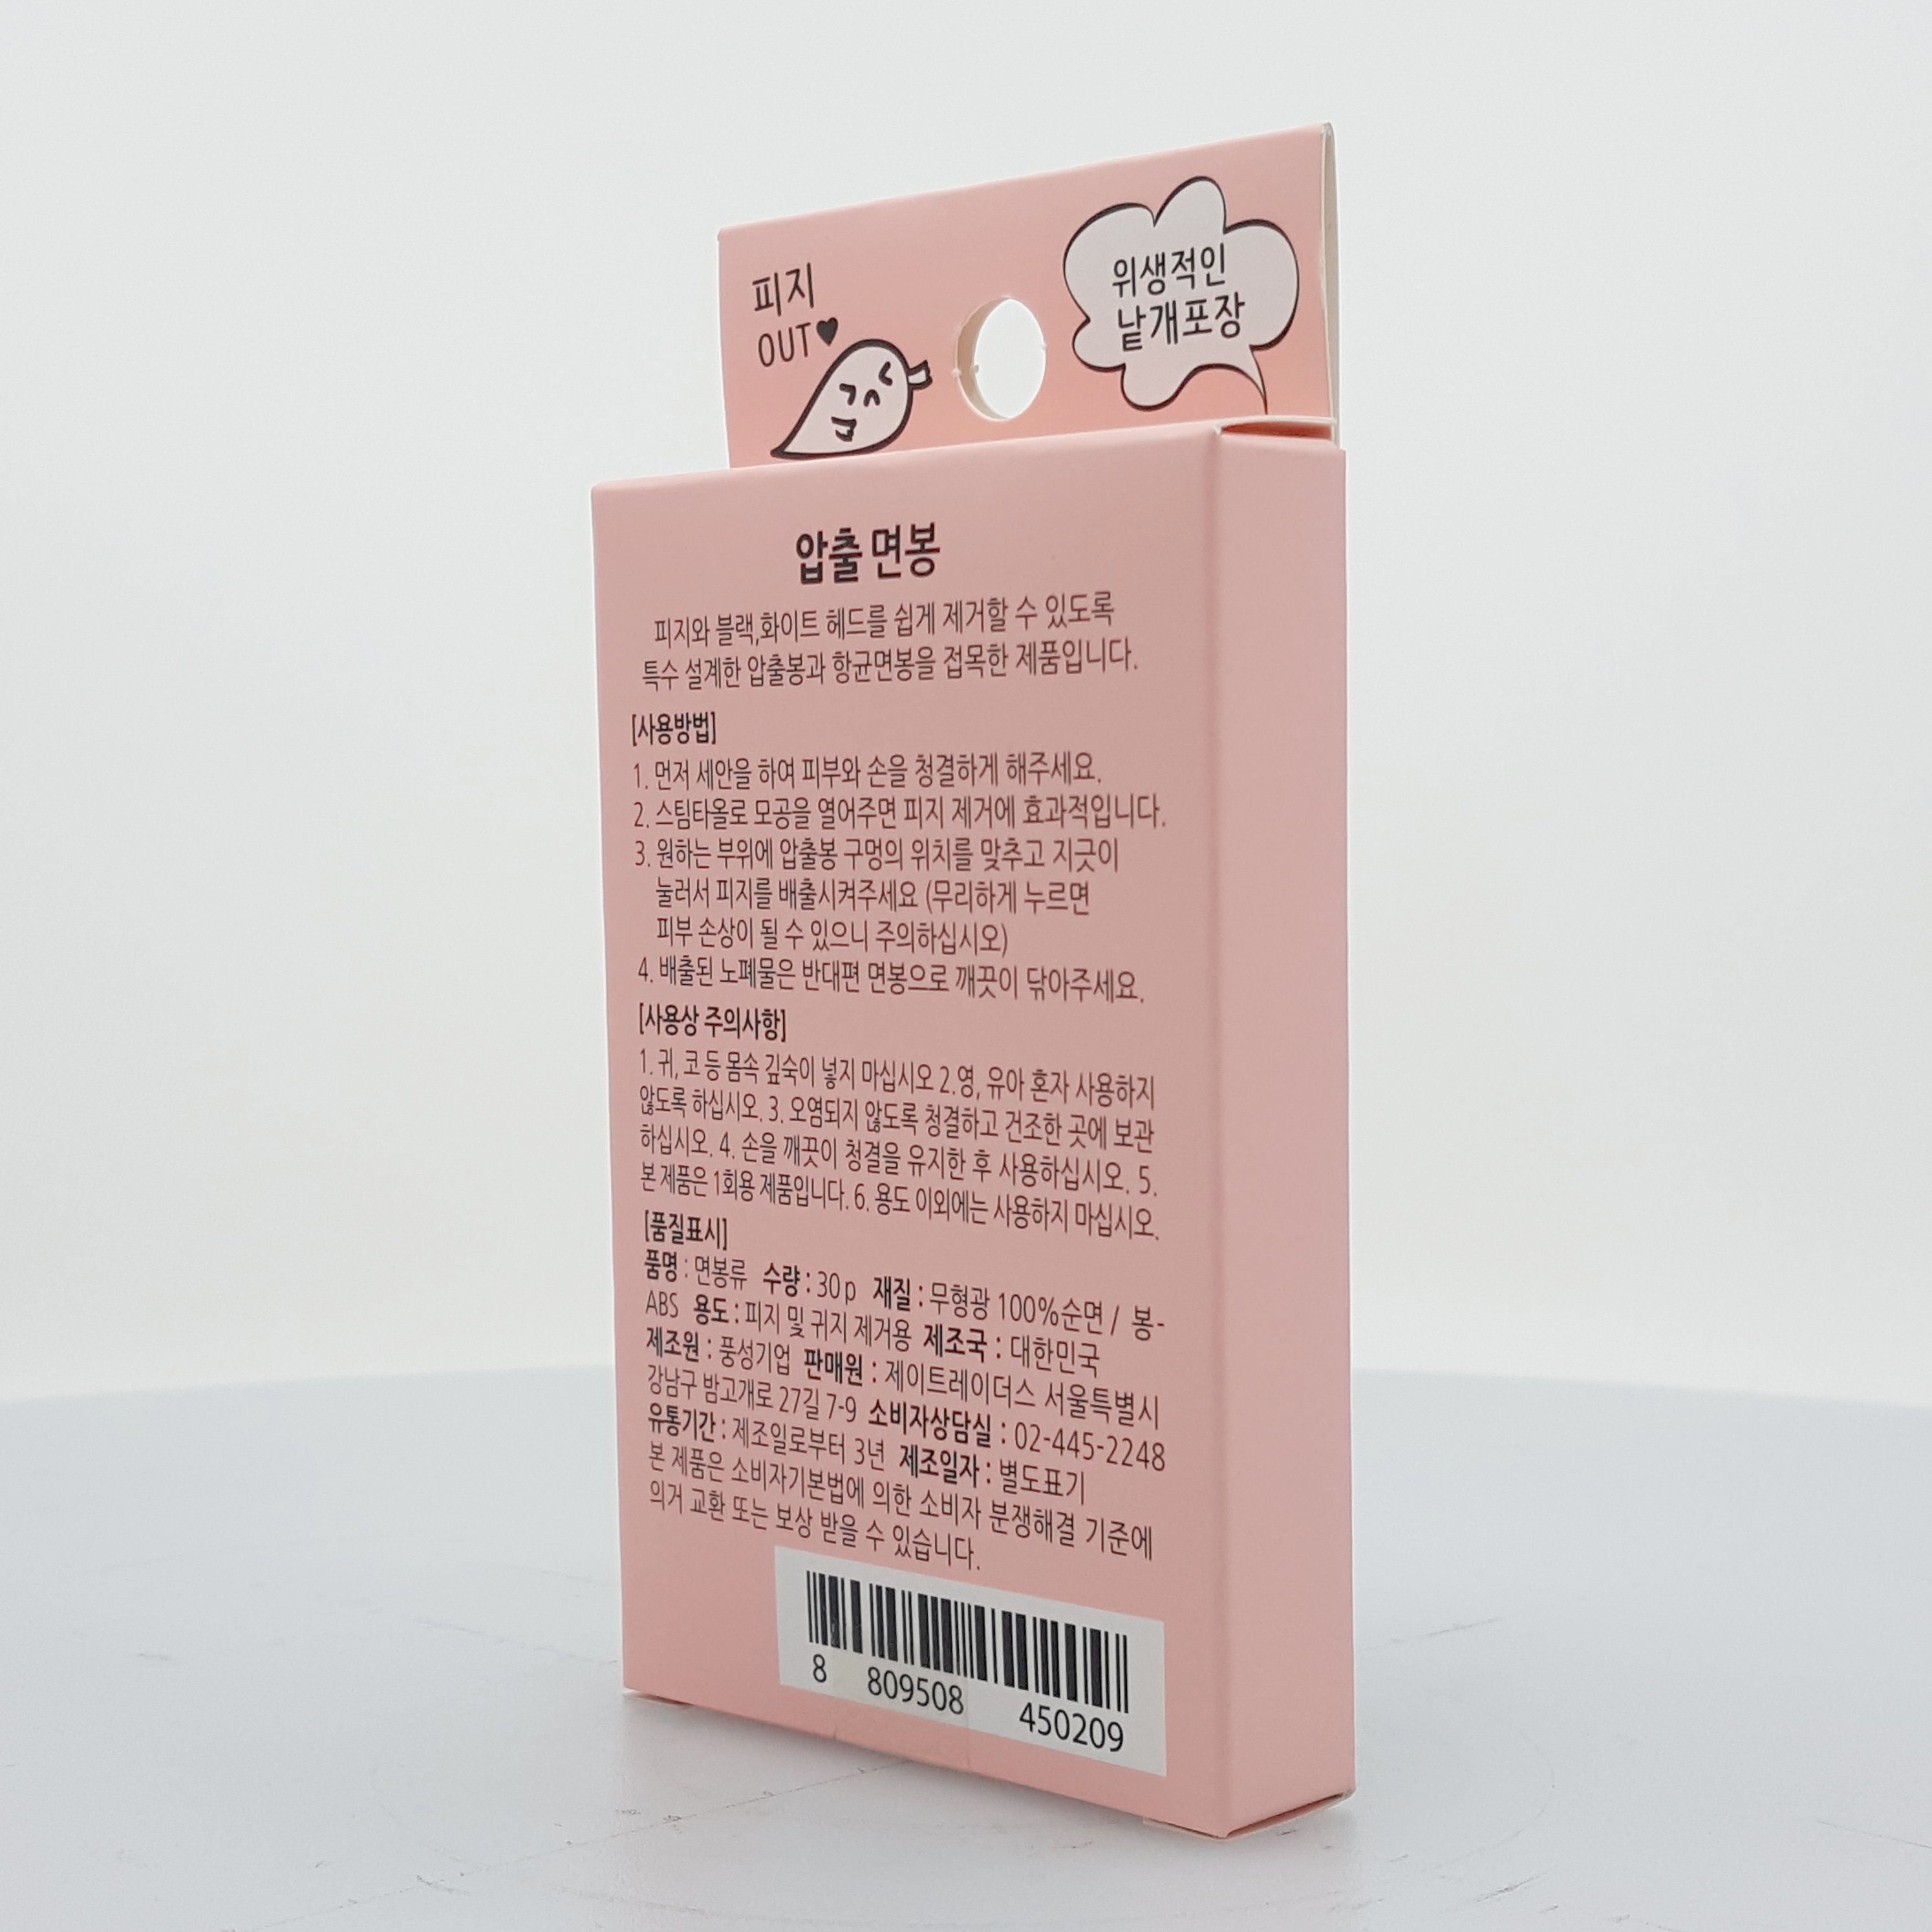 피지
OUT♥
위생적인
낱개포장
압출 면봉
피지와 블랙,화이트 헤드를 쉽게 제거할 수 있도록
특수 설계한 압출봉과 항균면봉을 접목한 제품입니다.
[사용방법]
1. 먼저 세안을 하여 피부와 손을 청결하게 해주세요.
2. 스팀타올로 모공을 열어주면 피지 제거에 효과적입니다.
3. 원하는 부위에 압출봉 구멍의 위치를 맞추고 지긋이
눌러서 피지를 배출시켜주세요 (무리하게 누르면
피부 손상이 될 수 있으니 주의하십시오)
4. 배출된 노폐물은 반대편 면봉으로 깨끗이 닦아주세요.
[사용상 주의사항]
1. 귀, 코 등 몸속 깊숙이 넣지 마십시오 2.영, 유아 혼자 사용하지
않도록 하십시오. 3. 오염되지 않도록 청결하고 건조한 곳에 보관
하십시오. 4. 손을 깨끗이 청결을 유지한 후 사용하십시오. 5.
본 제품은 1회용 제품입니다. 6. 용도 이외에는 사용하지 마십시오.
[품질표시]
품명 : 면봉류 수량 : 30p 재질 : 무형광 100%순면 / 봉-
ABS 용도 : 피지 및 귀지 제거용 제조국 : 대한민국
제조원 : 풍성기업 판매원 : 제이트레이더스 서울특별시
강남구 밤고개로 27길 7-9 소비자상담실 : 02-445-2248
유통기간 : 제조일로부터 3년 제조일자 : 별도표기
본 제품은 소비자기본법에 의한 소비자 분쟁해결 기준에
의거 교환 또는 보상 받을 수 있습니다.
8 809508 450209